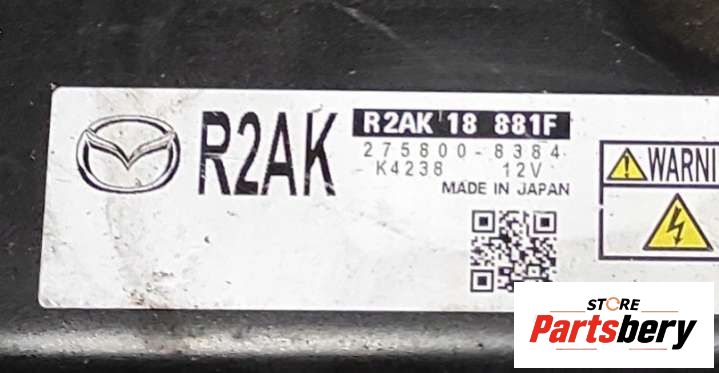 R2AK
R2AK 18 881F
275800-8384
K4238 12V
MADE IN JAPAN
WARNI
STORE
Partsbery